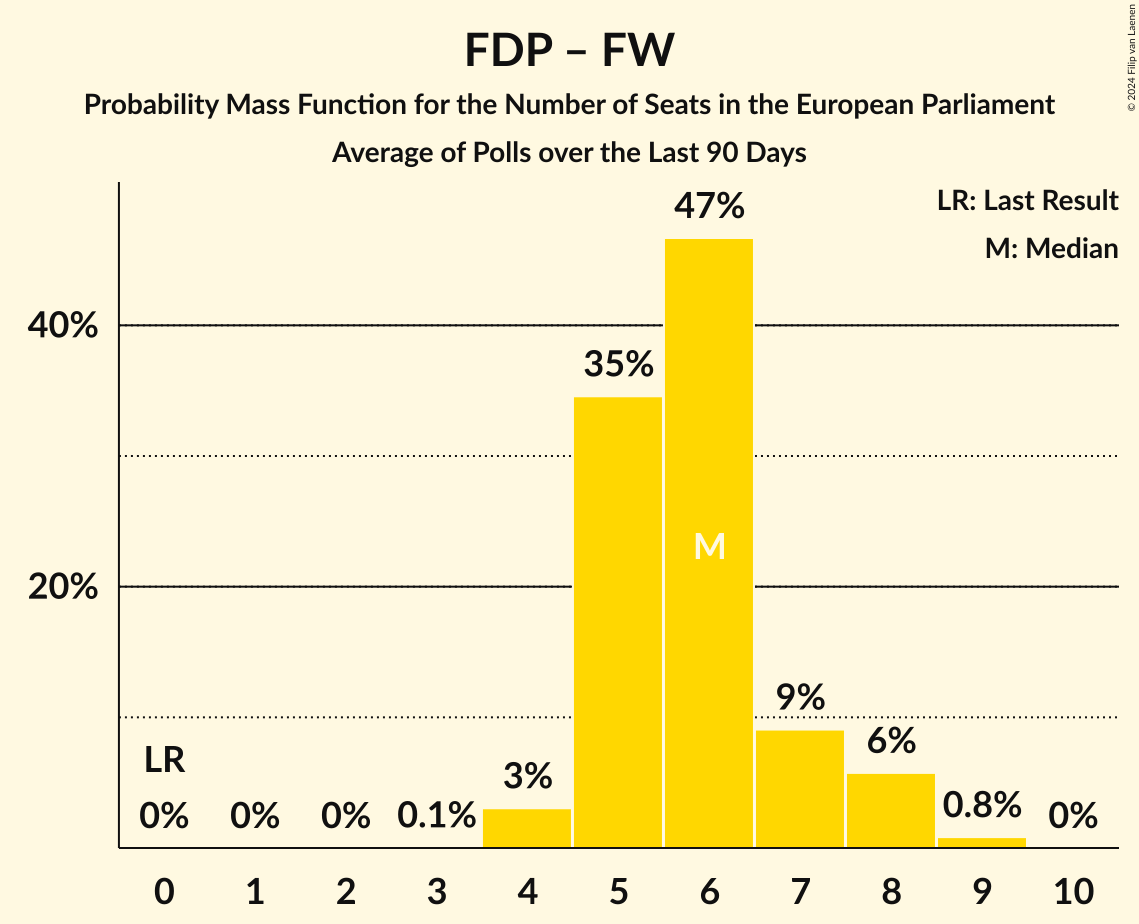 FDP – FW
Probability Mass Function for the Number of Seats in the European Parliament
Average of Polls over the Last 90 Days
© 2024 Filip van Laenen
LR: Last Result
M: Median
47%
40%
35%
M
20%
9%
6%
LR
3%
0% 0% 0% 0.1% 0.8% 0%
0 1 2 3 4 5 6 7 8 9 10